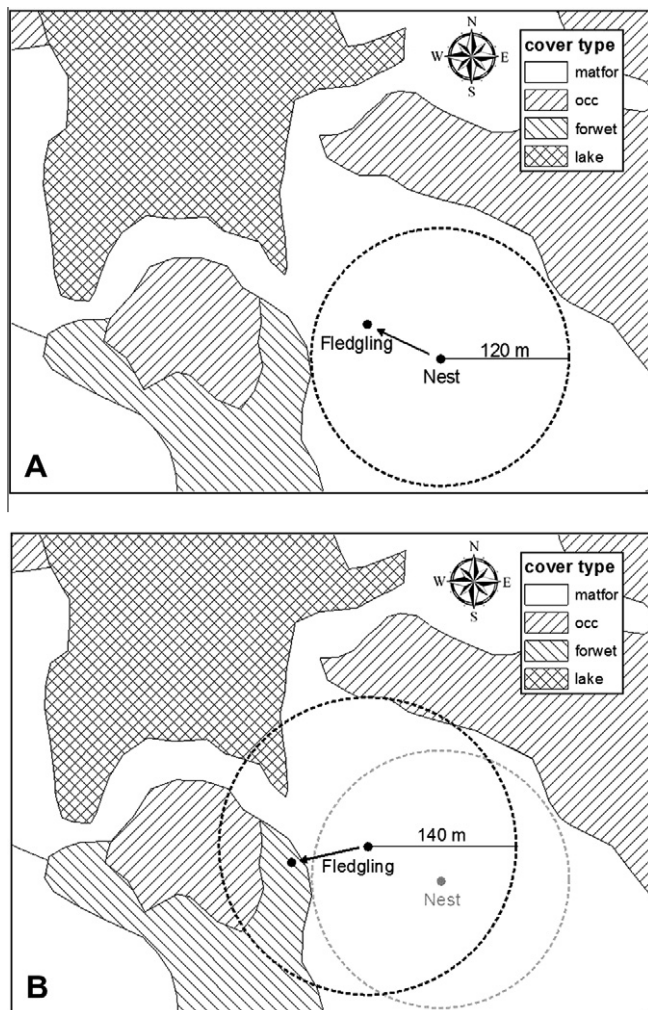 N
W E
S
cover type
matfor
occ
forwet
lake
Fledgling
120 m
Nest
A
N
W E
S
cover type
matfor
occ
forwet
lake
140 m
Fledgling
Nest
B